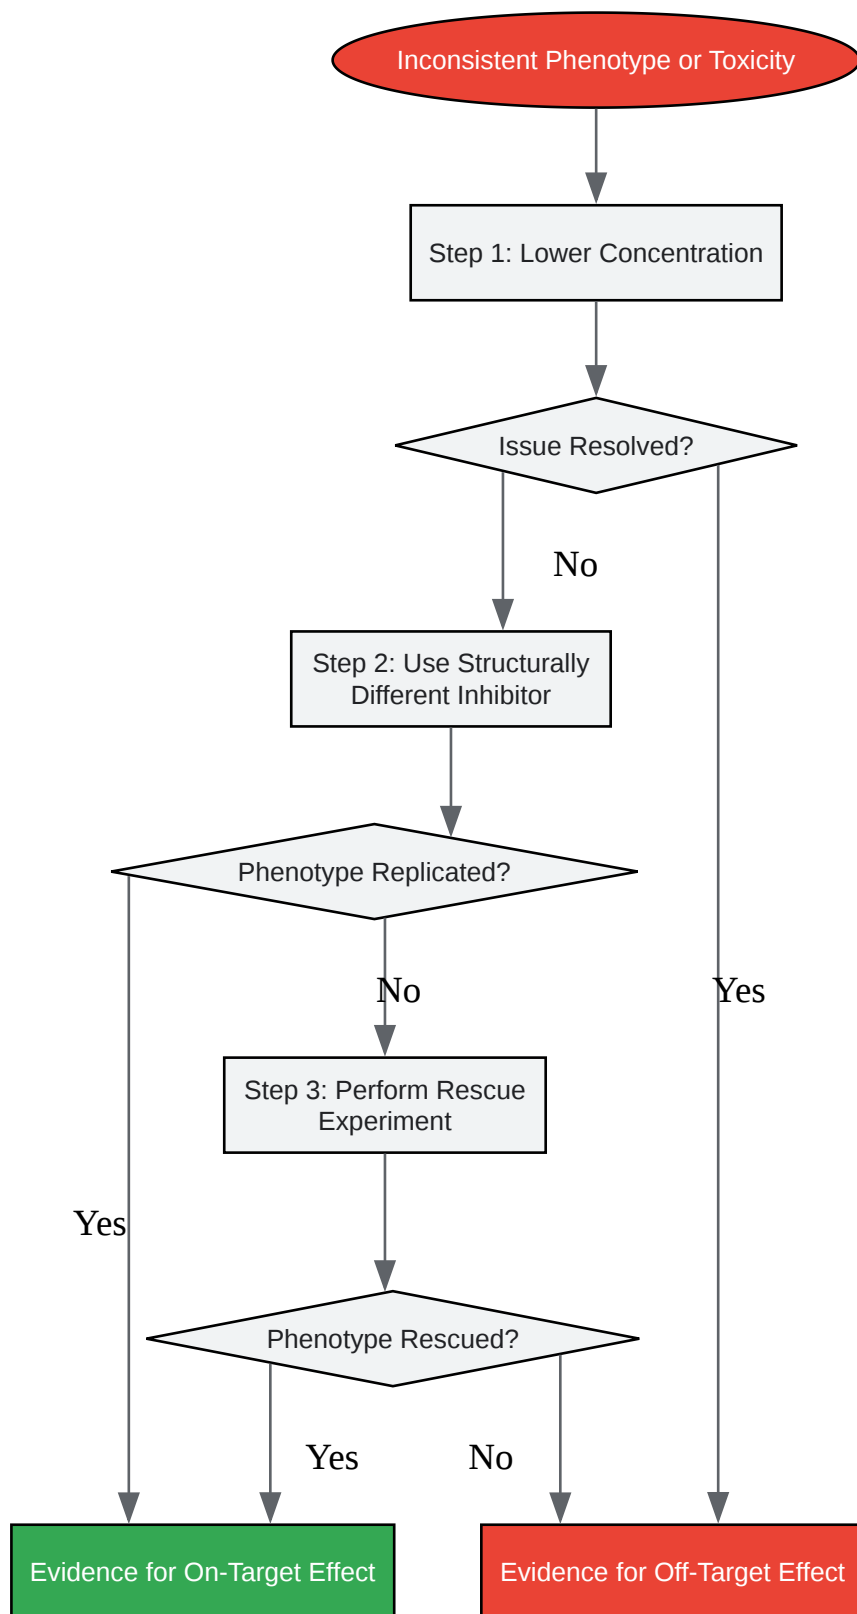 Inconsistent Phenotype or Toxicity
Step 1: Lower Concentration
Issue Resolved?
No
Step 2: Use Structurally
Different Inhibitor
Phenotype Replicated?
No
Yes
Step 3: Perform Rescue
Experiment
Yes
Phenotype Rescued?
Yes
No
Evidence for On-Target Effect
Evidence for Off-Target Effect